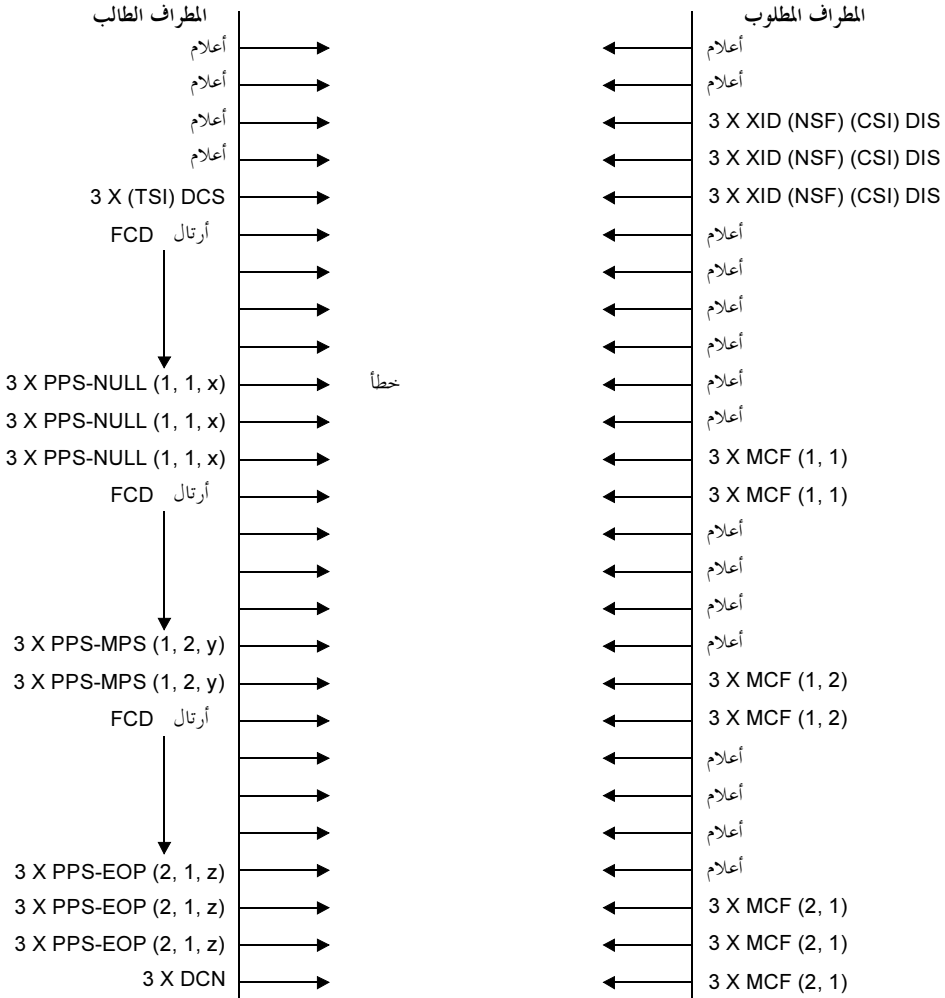 المطراف الطالب	المطراف المطلوب
أعلام	أعلام
أعلام	أعلام
أعلام	3 X XID (NSF) (CSI) DIS
أعلام	3 X XID (NSF) (CSI) DIS
3 X (TSI) DCS	3 X XID (NSF) (CSI) DIS
أرتال FCD	أعلام
أعلام
أعلام
أعلام
3 X PPS-NULL (1, 1, x)	خطأ	أعلام
3 X PPS-NULL (1, 1, x)	أعلام
3 X PPS-NULL (1, 1, x)	3 X MCF (1, 1)
أرتال FCD	3 X MCF (1, 1)
أعلام
أعلام
أعلام
3 X PPS-MPS (1, 2, y)	أعلام
3 X PPS-MPS (1, 2, y)	3 X MCF (1, 2)
أرتال FCD	3 X MCF (1, 2)
أعلام
أعلام
أعلام
3 X PPS-EOP (2, 1, z)	أعلام
3 X PPS-EOP (2, 1, z)	3 X MCF (2, 1)
3 X PPS-EOP (2, 1, z)	3 X MCF (2, 1)
3 X DCN	3 X MCF (2, 1)